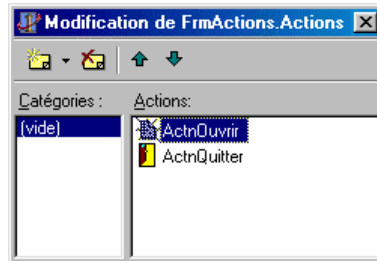 Modification de FrmActions.Actions
Catégories : Actions:
(vide) ActnOuvrir
ActnQuitter